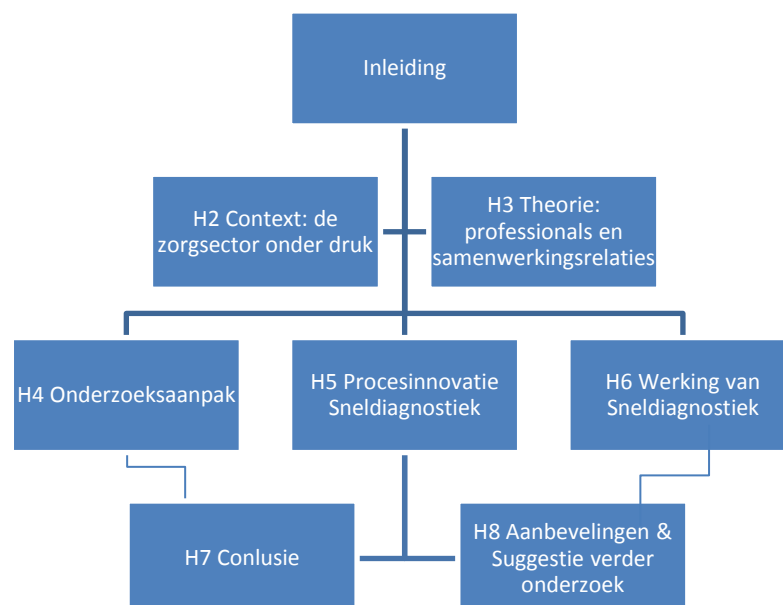 Inleiding
H2 Context: de
zorgsector onder druk
H3 Theorie:
professionals en
samenwerkingsrelaties
H4 Onderzoeksaanpak
H5 Procesinnovatie
Sneldiagnostiek
H6 Werking van
Sneldiagnostiek
H7 Conlusie
H8 Aanbevelingen &
Suggestie verder
onderzoek